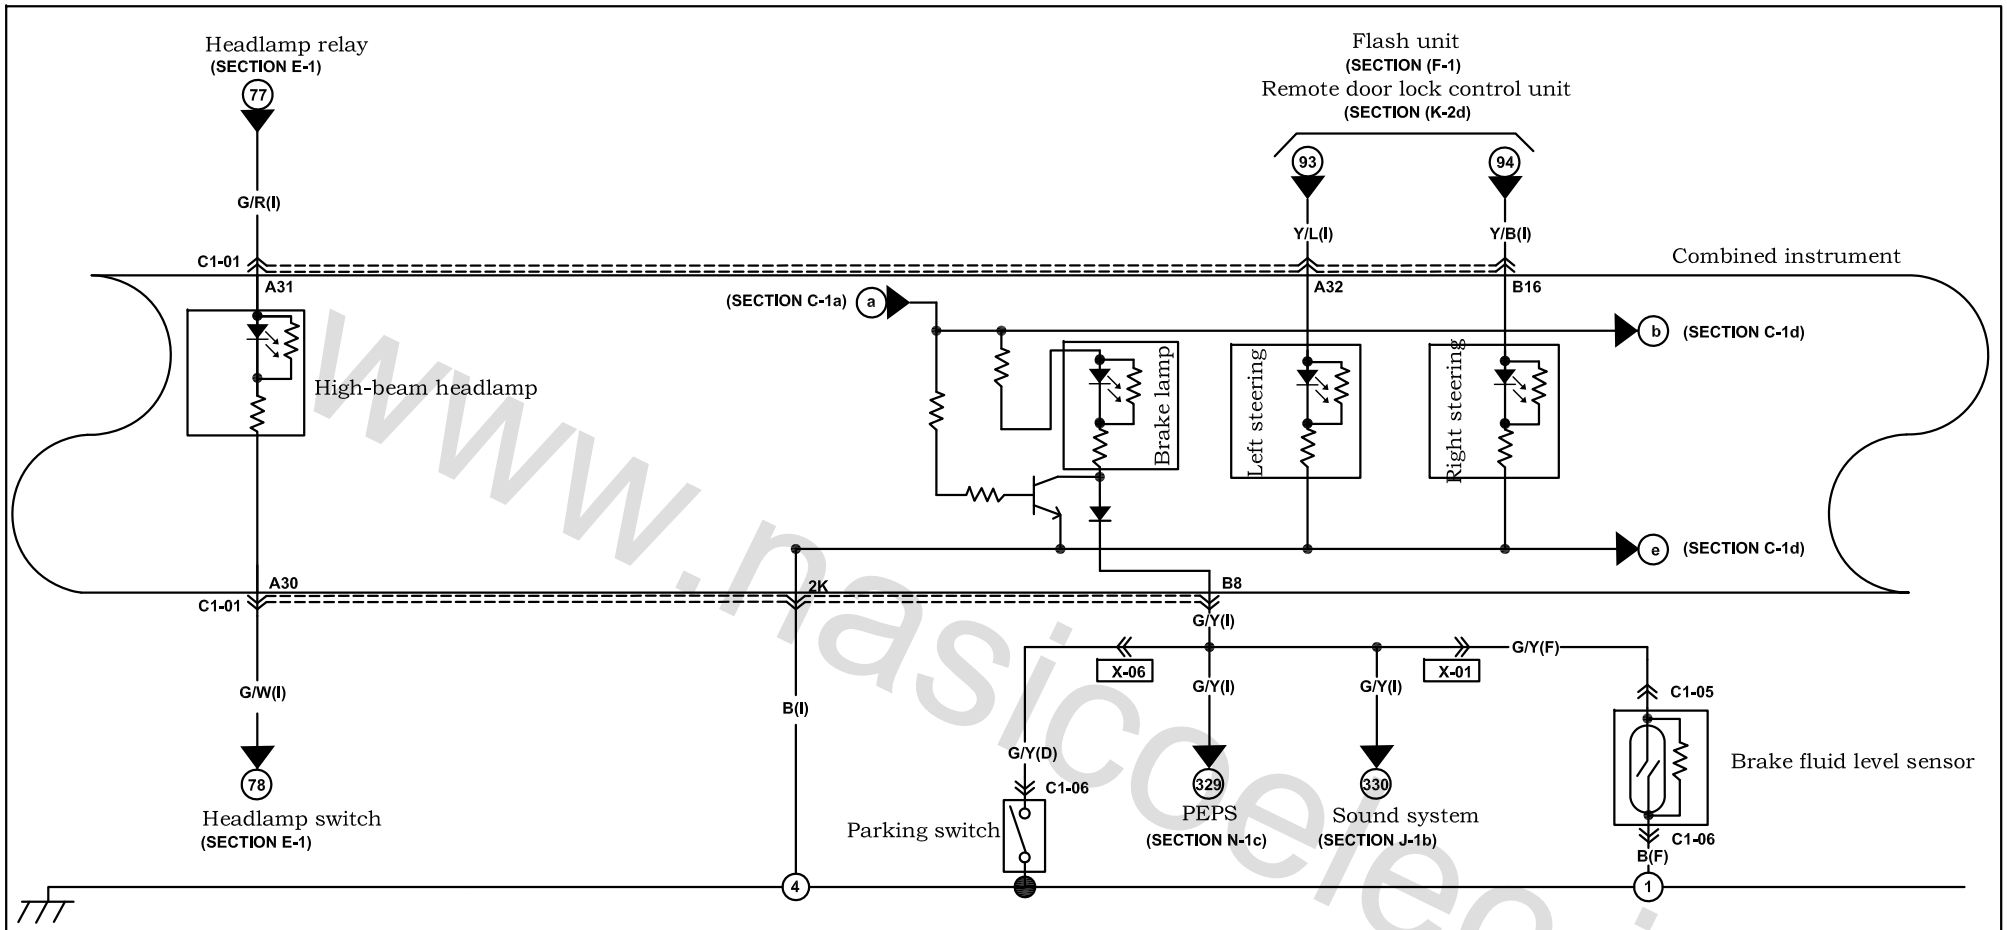 Headlamp relay
(SECTION E-1)
77
G/R(I)
Flash unit
(SECTION (F-1)
Remote door lock control unit
(SECTION (K-2d)
93
94
Y/L(I)
Y/B(I)
C1-01
A31
A32
B16
Combined instrument
(SECTION C-1a)
a
b
(SECTION C-1d)
High-beam headlamp
Brake lamp
Left steering
Right steering
e
(SECTION C-1d)
A30
C1-01
2K
B8
G/Y(I)
X-06
X-01
G/Y(F)
G/W(I)
B(I)
G/Y(I)
G/Y(I)
C1-05
G/Y(D)
C1-06
78
329
330
Brake fluid level sensor
Headlamp switch
(SECTION E-1)
Parking switch
PEPS
(SECTION N-1c)
Sound system
(SECTION J-1b)
C1-06
B(F)
4
1
www.nasicoelec.i